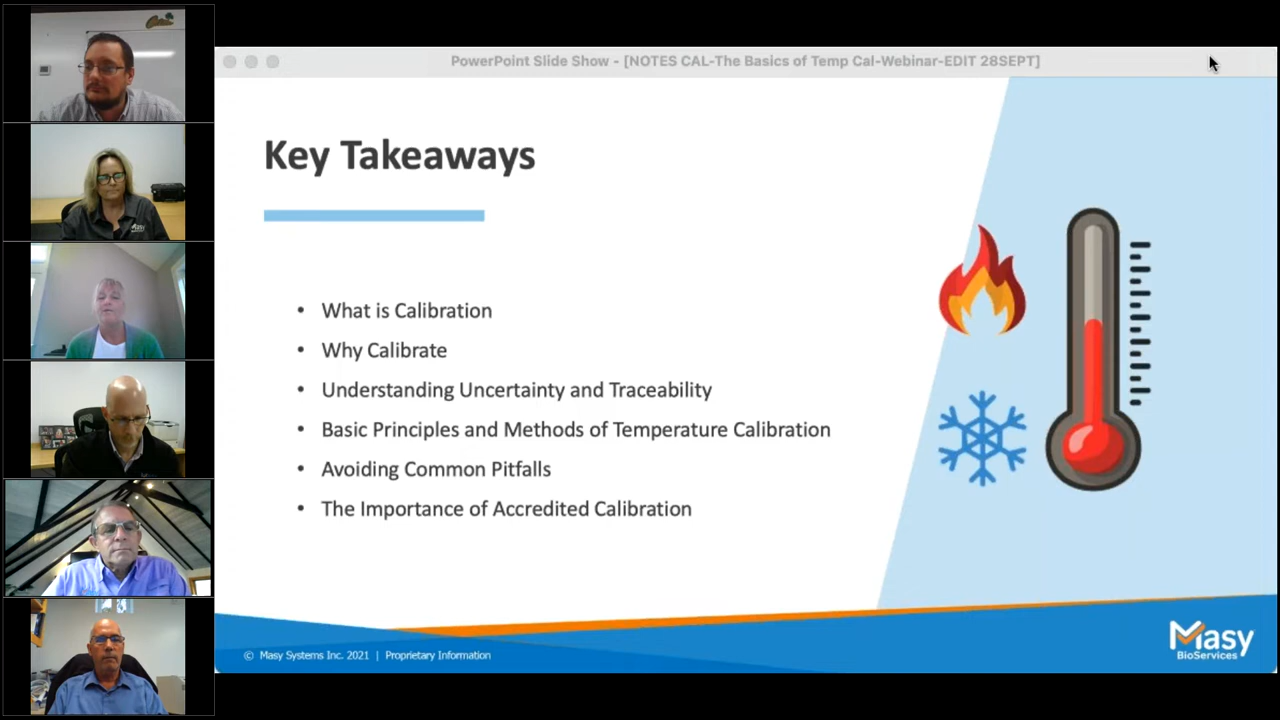 PowerPoint Slide Show - [NOTES CAL-The Basics of Temp Cal-Webinar-EDIT 28SEPT]
Key Takeaways
• What is Calibration
• Why Calibrate
• Understanding Uncertainty and Traceability
• Basic Principles and Methods of Temperature Calibration
• Avoiding Common Pitfalls
• The Importance of Accredited Calibration
© Masy Systems Inc. 2021 | Proprietary Information
Masy
BioServices